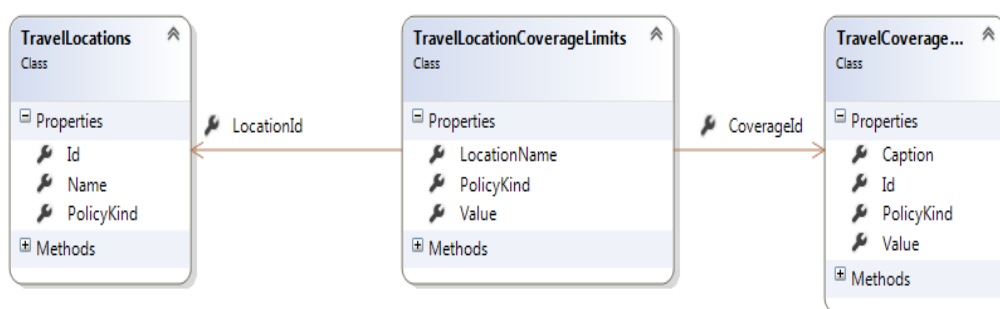 TravelLocations
Class
Properties
Id
Name
PolicyKind
Methods
LocationId
TravelLocationCoverageLimits
Class
Properties
LocationName
PolicyKind
Value
Methods
CoverageId
TravelCoverage...
Class
Properties
Caption
Id
PolicyKind
Value
Methods